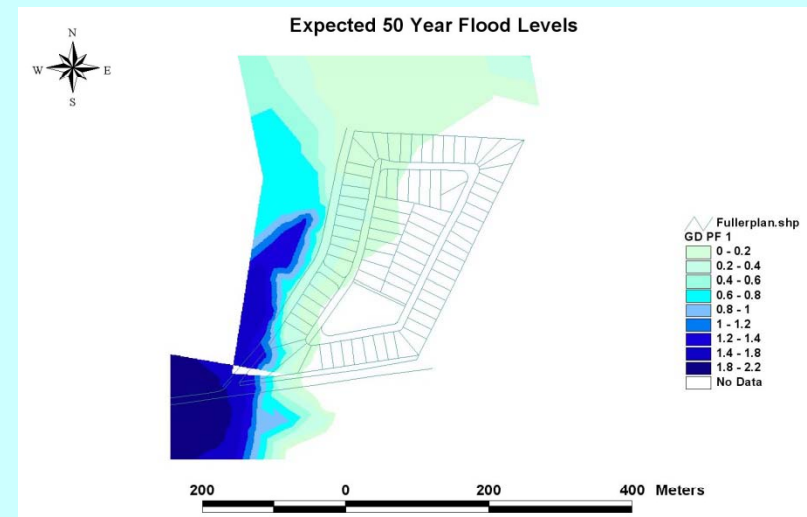 Expected 50 Year Flood Levels
N
W E
S
Fullerplan.shp
GD PF 1
0 - 0.2
0.2 - 0.4
0.4 - 0.6
0.6 - 0.8
0.8 - 1
1 - 1.2
1.2 - 1.4
1.4 - 1.8
1.8 - 2.2
No Data
200 0 200 400 Meters